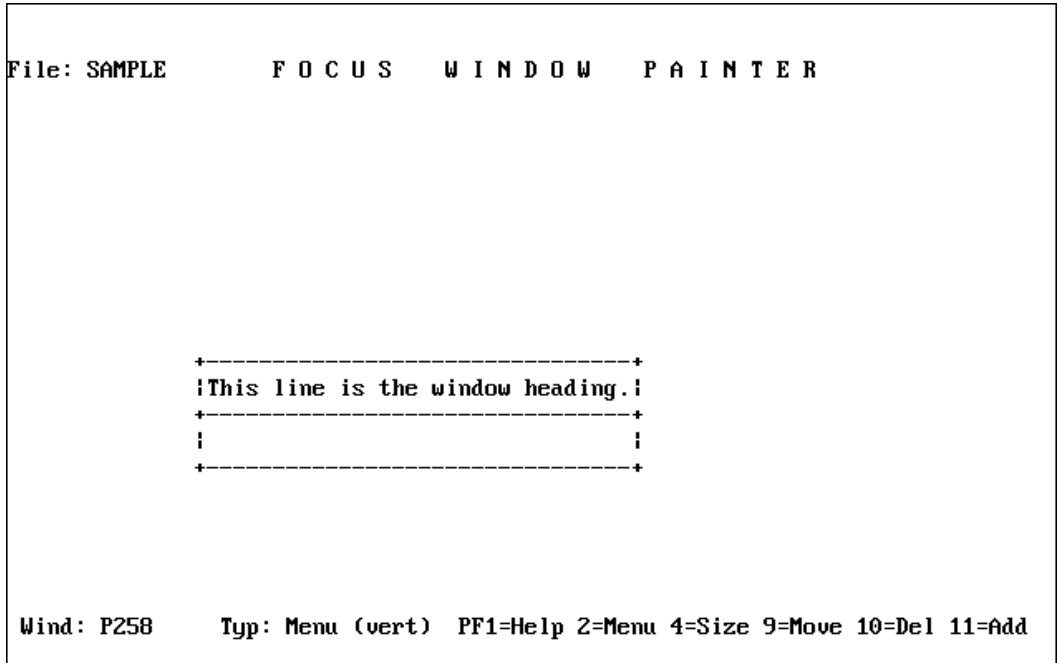 File: SAMPLE F O C U S W I N D O W P A I N T E R
This line is the window heading.
Wind: P258 Typ: Menu (vert) PF1=Help 2=Menu 4=Size 9=Move 10=Del 11=Add